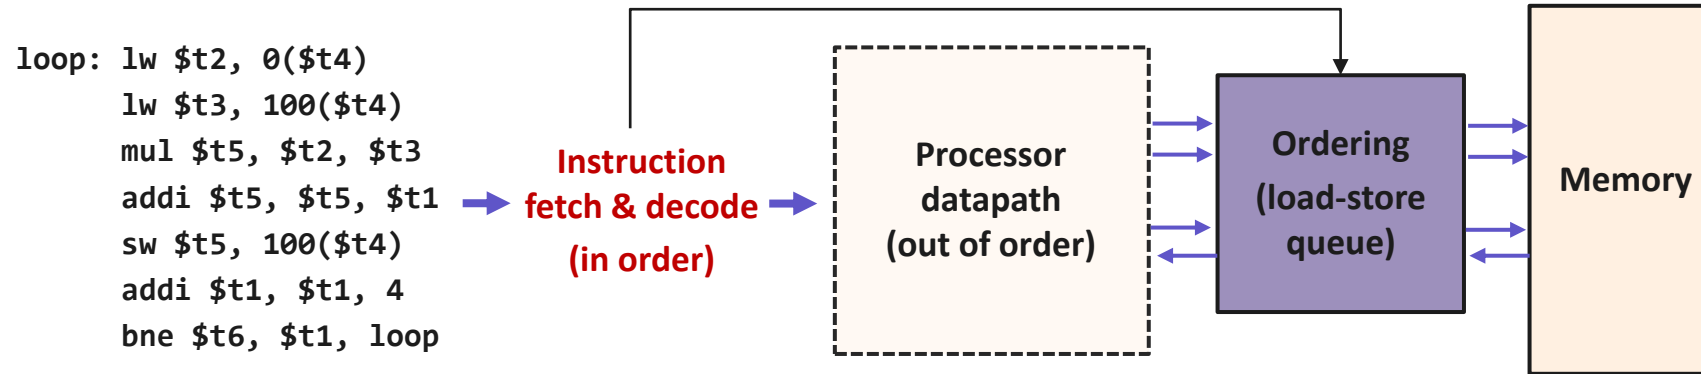 loop: lw $t2, 0($t4)
lw $t3, 100($t4)
mul $t5, $t2, $t3
addi $t5, $t5, $t1
sw $t5, 100($t4)
addi $t1, $t1, 4
bne $t6, $t1, loop
Instruction
fetch & decode
(in order)
Processor
datapath
(out of order)
Ordering
(load-store
queue)
Memory